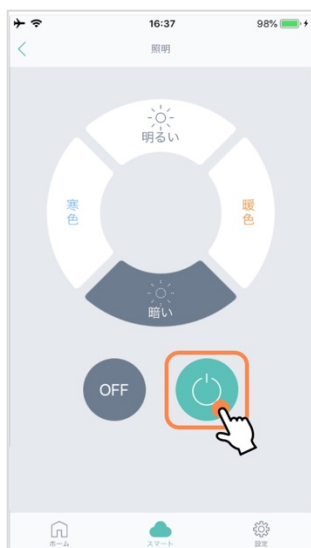 16:37
98%
照明
明るい
寒色
暖色
暗い
OFF
ホーム
スマート
設定